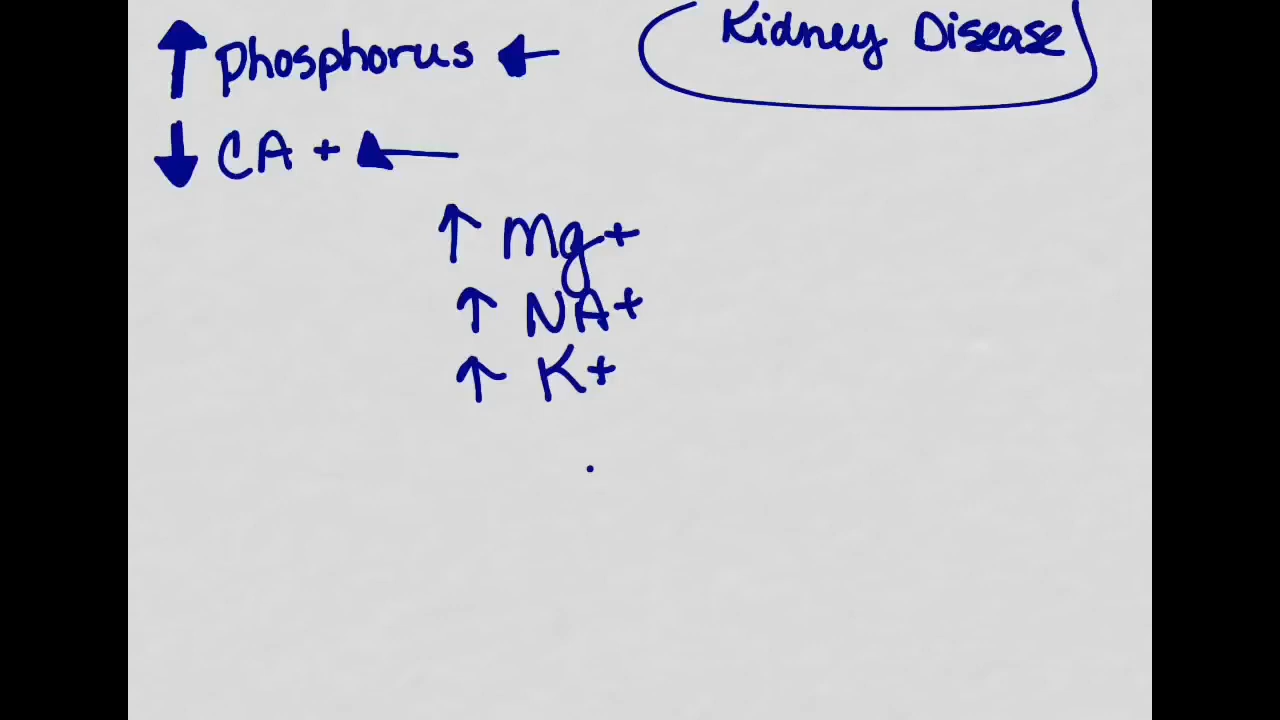 Kidney Disease
↑ Phosphorus ←
↓ CA + ←
↑ Mg+
↑ NA+
↑ K+